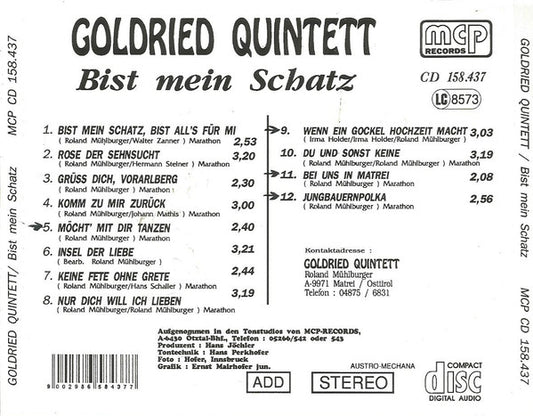 GOLDRIED QUINTETT
Bist mein Schatz
mcp
RECORDS
CD 158.437
LC 8573
1. BIST MEIN SCHATZ, BIST ALL'S FÜR MI
( Roland Mühlburger/Walter Zanner ) Marathon 2,53
2. ROSE DER SEHNSUCHT
( Roland Mühlburger/Hermann Steiner ) Marathon 3,20
3. GRÜSS DICH, VORARLBERG
( Roland Mühlburger ) Marathon 2,30
4. KOMM ZU MIR ZURÜCK
( Roland Mühlburger/Johann Mathis ) Marathon 3,00
5. MÖCHT' MIT DIR TANZEN
( Roland Mühlburger ) Marathon 2,40
6. INSEL DER LIEBE 3,21
( Bearb. Roland Mühlburger ) Marathon
7. KEINE FETE OHNE GRETE 2,44
( Roland Mühlburger/Hans Schaller ) Marathon
8. NUR DICH WILL ICH LIEBEN 3,19
( Roland Mühlburger/Roland Mühlburger ) Marathon
9. WENN EIN GOCKEL HOCHZEIT MACHT 3,03
( Irma Holder/Irma Holder/Roland Mühlburger ) Marathon
10. DU UND SONST KEINE 3,19
( Roland Mühlburger/Roland Mühlburger ) Marathon
11. BEI UNS IN MATREI 2,08
( Roland Mühlburger ) Marathon
12. JUNGBAUERNPOLKA 2,56
( Roland Mühlburger ) Marathon
Kontaktadresse :
GOLDRIED QUINTETT
Roland Mühlburger
A-9971 Matrei / Osttirol
Telefon : 04875 / 6831
Aufgenommen in den Tonstudios von MCP-RECORDS,
A-6430 Ötztal-Bhf., Telefon : 05266/542 oder 543
Produzent : Hans Jöchler
Tontechnik : Hans Perkhofer
Foto : Hofer, Innsbruck
Grafik : Ernst Mairhofer jun.
9 002986 584377
ADD
STEREO
AUSTRO-MECHANA
COMPACT
disc
DIGITAL AUDIO
GOLDRIED QUINTETT/ Bist mein Schatz MCP CD 158.437
GOLDRIED QUINTETT / Bist mein Schatz MCP CD 158.437